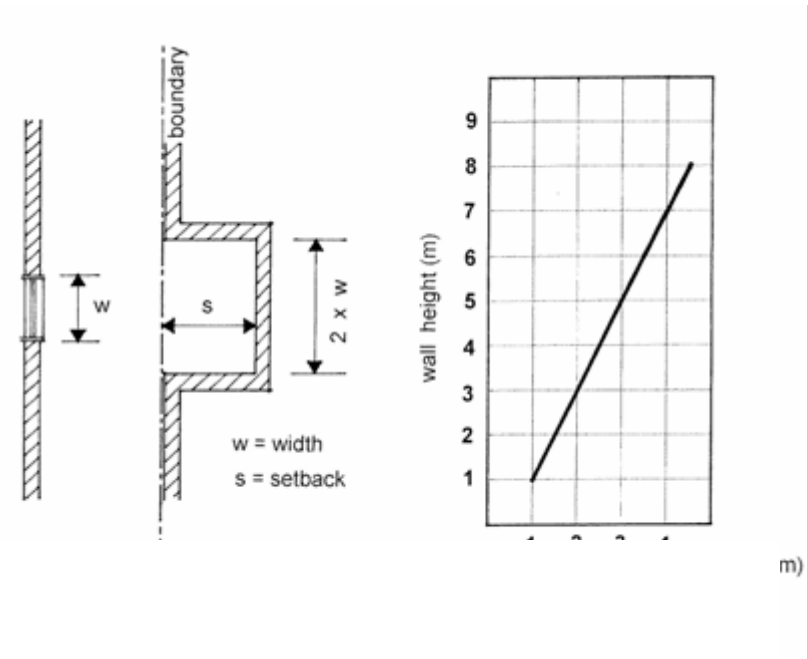 boundary
w
s
2 x w
w = width
s = setback
wall height (m)
9
8
7
6
5
4
3
2
1
m)